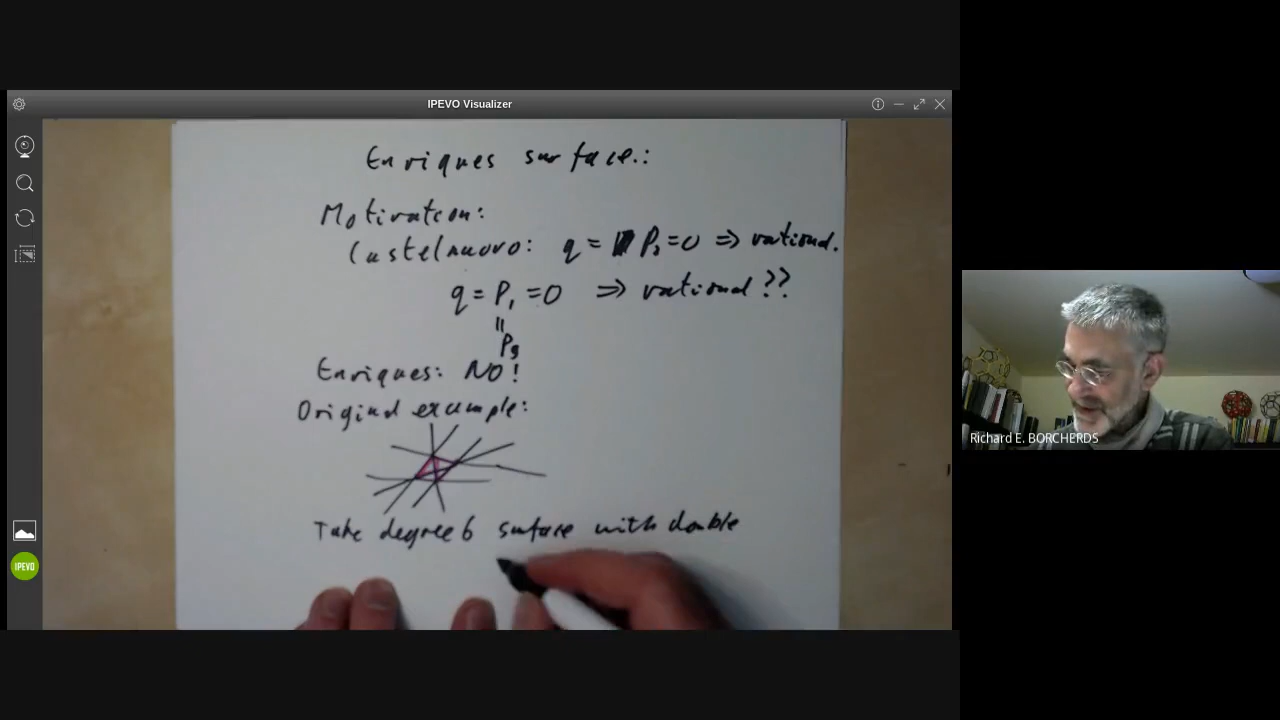 IPEVO Visualizer
Enriques surface.:
Motivation:
Castelnuovo: q = P₂ = 0 ⇒ rational.
q = P₁ = 0 ⇒ rational??
=
Pg
Enriques: NO!
Original example:
Take degree 6 surface with double
IPEVO
Richard E. BORCHERDS